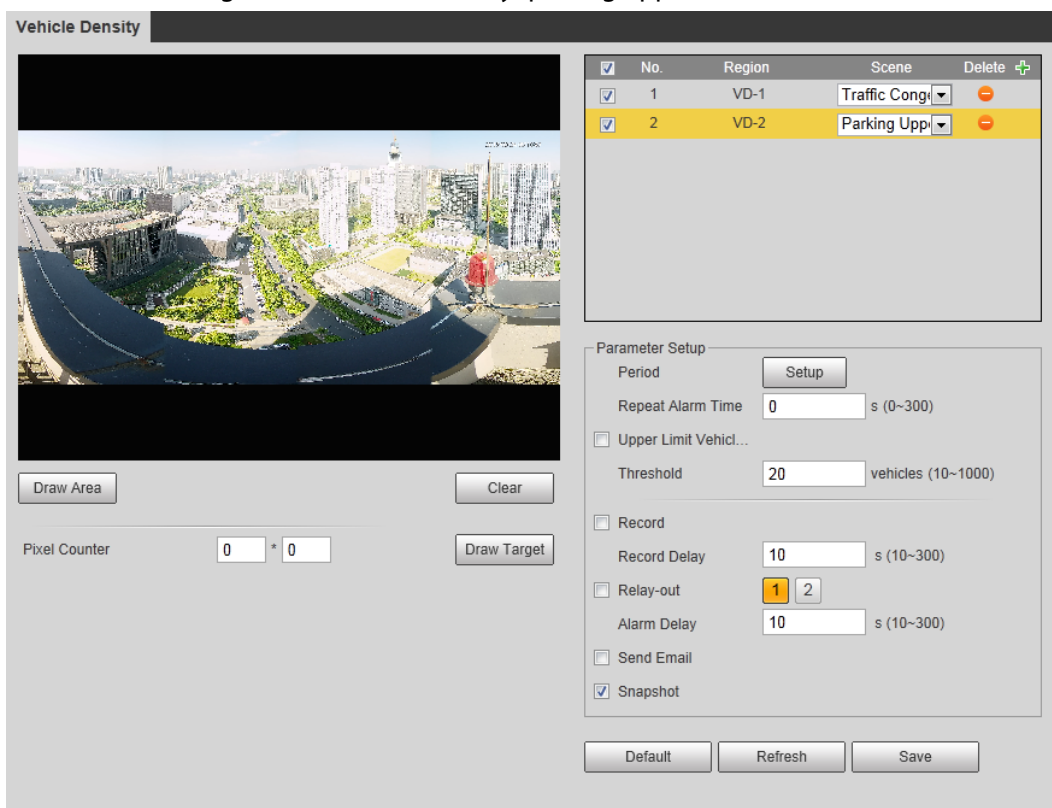 Vehicle Density
No. Region Scene Delete
1 VD-1 Traffic Cong
2 VD-2 Parking Upp
Parameter Setup
Period Setup
Repeat Alarm Time 0 s (0~300)
Upper Limit Vehicl...
Threshold 20 vehicles (10~1000)
Draw Area Clear
Pixel Counter 0 * 0 Draw Target
Record
Record Delay 10 s (10~300)
Relay-out 1 2
Alarm Delay 10 s (10~300)
Send Email
Snapshot
Default Refresh Save